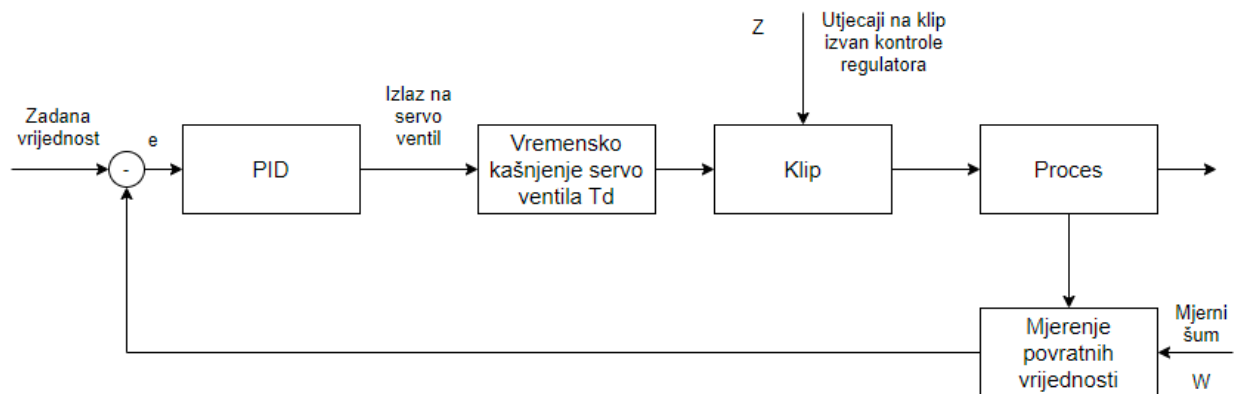 Z
Utjecaji na klip
izvan kontrole
regulatora
Zadana
vrijednost
-
e
PID
Izlaz na
servo
ventil
Vremensko
kašnjenje servo
ventila Td
Klip
Proces
Mjerenje
povratnih
vrijednosti
Mjerni
šum
W